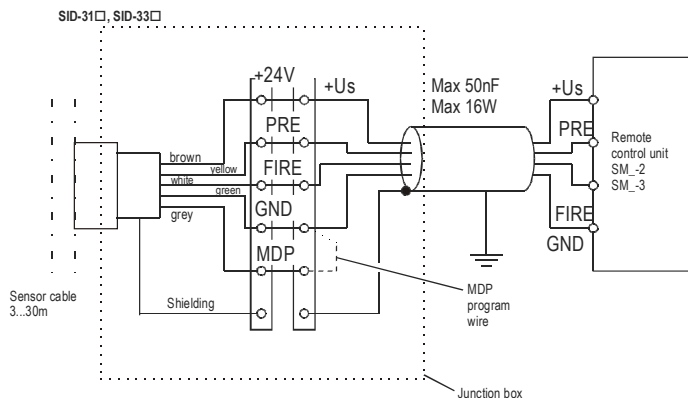 SID-31□, SID-33□
+24V
+Us
Max 50nF
Max 16W
+Us
PRE
PRE
Remote
control unit
SM_-2
SM_-3
brown
yellow
white
green
grey
FIRE
GND
FIRE
GND
MDP
Sensor cable
3...30m
Shielding
MDP
program
wire
Junction box